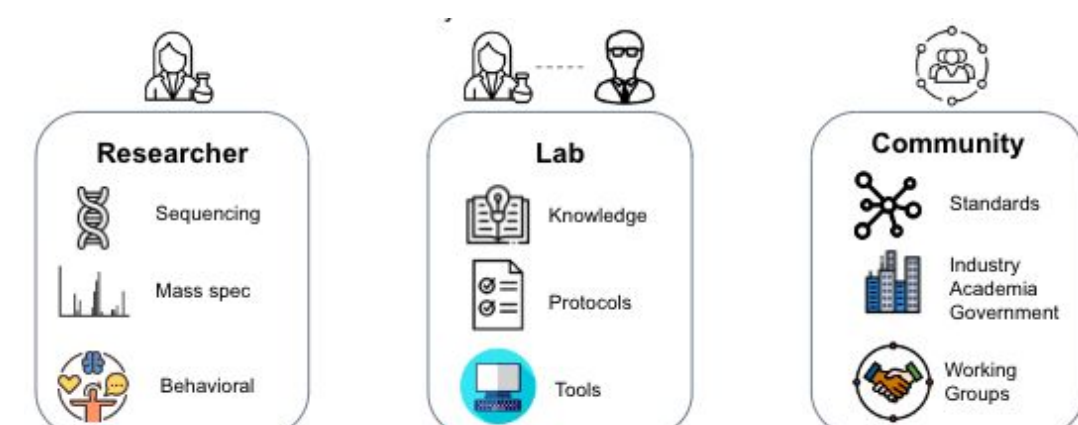 Researcher
Sequencing
Mass spec
Behavioral
Lab
Knowledge
Protocols
Tools
Community
Standards
Industry
Academia
Government
Working
Groups